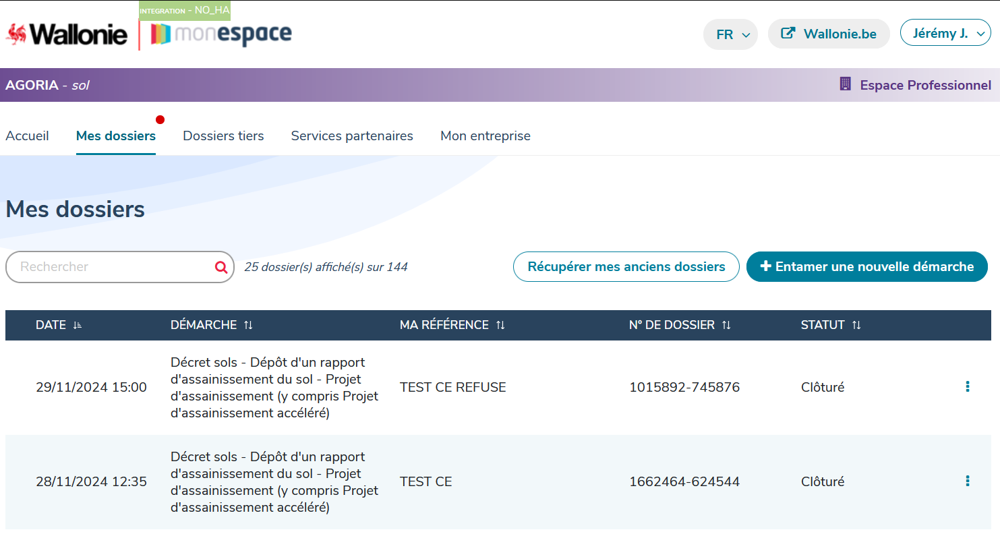 INTEGRATION - NO_HA
Wallonie
monespace
FR
Wallonie.be
Jérémy J.
AGORIA - sol
Espace Professionnel
Accueil
Mes dossiers
Dossiers tiers
Services partenaires
Mon entreprise
Mes dossiers
Rechercher
25 dossier(s) affiché(s) sur 144
Récupérer mes anciens dossiers
Entamer une nouvelle démarche
DATE
DÉMARCHE
MA RÉFÉRENCE
N° DE DOSSIER
STATUT
29/11/2024 15:00
Décret sols - Dépôt d'un rapport
d'assainissement du sol - Projet
d'assainissement (y compris Projet
d'assainissement accéléré)
TEST CE REFUSE
1015892-745876
Clôturé
28/11/2024 12:35
Décret sols - Dépôt d'un rapport
d'assainissement du sol - Projet
d'assainissement (y compris Projet
d'assainissement accéléré)
TEST CE
1662464-624544
Clôturé